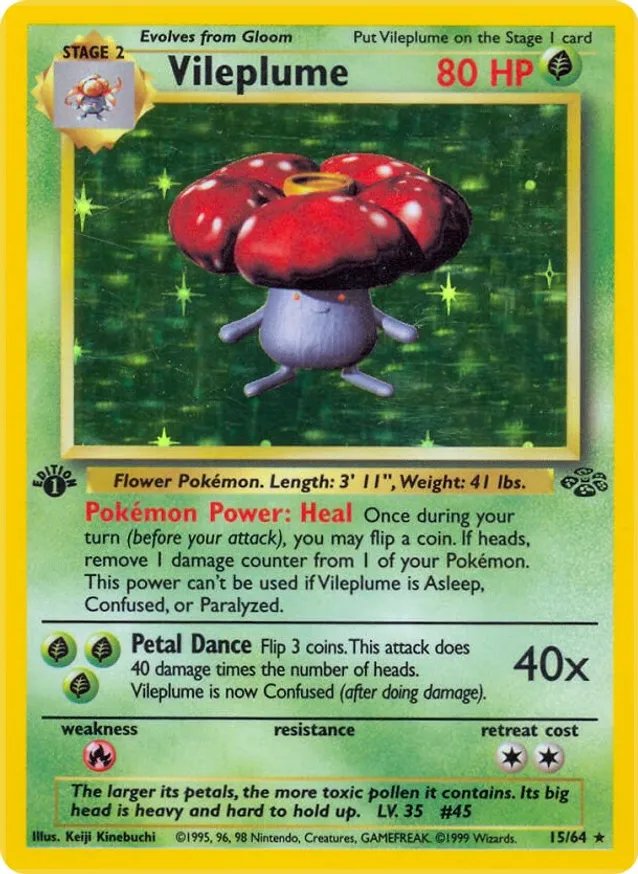 Evolves from Gloom Put Vileplume on the Stage 1 card
STAGE 2
Vileplume 80 HP
EDITION
1
Flower Pokémon. Length: 3' 11", Weight: 41 lbs.
Pokémon Power: Heal Once during your
turn (before your attack), you may flip a coin. If heads,
remove 1 damage counter from 1 of your Pokémon.
This power can't be used if Vileplume is Asleep,
Confused, or Paralyzed.
Petal Dance Flip 3 coins. This attack does
40 damage times the number of heads.
Vileplume is now Confused (after doing damage).
40x
weakness resistance retreat cost
The larger its petals, the more toxic pollen it contains. Its big
head is heavy and hard to hold up. LV. 35 #45
Illus. Keiji Kinebuchi ©1995, 96, 98 Nintendo, Creatures, GAMEFREAK. ©1999 Wizards. 15/64 ★